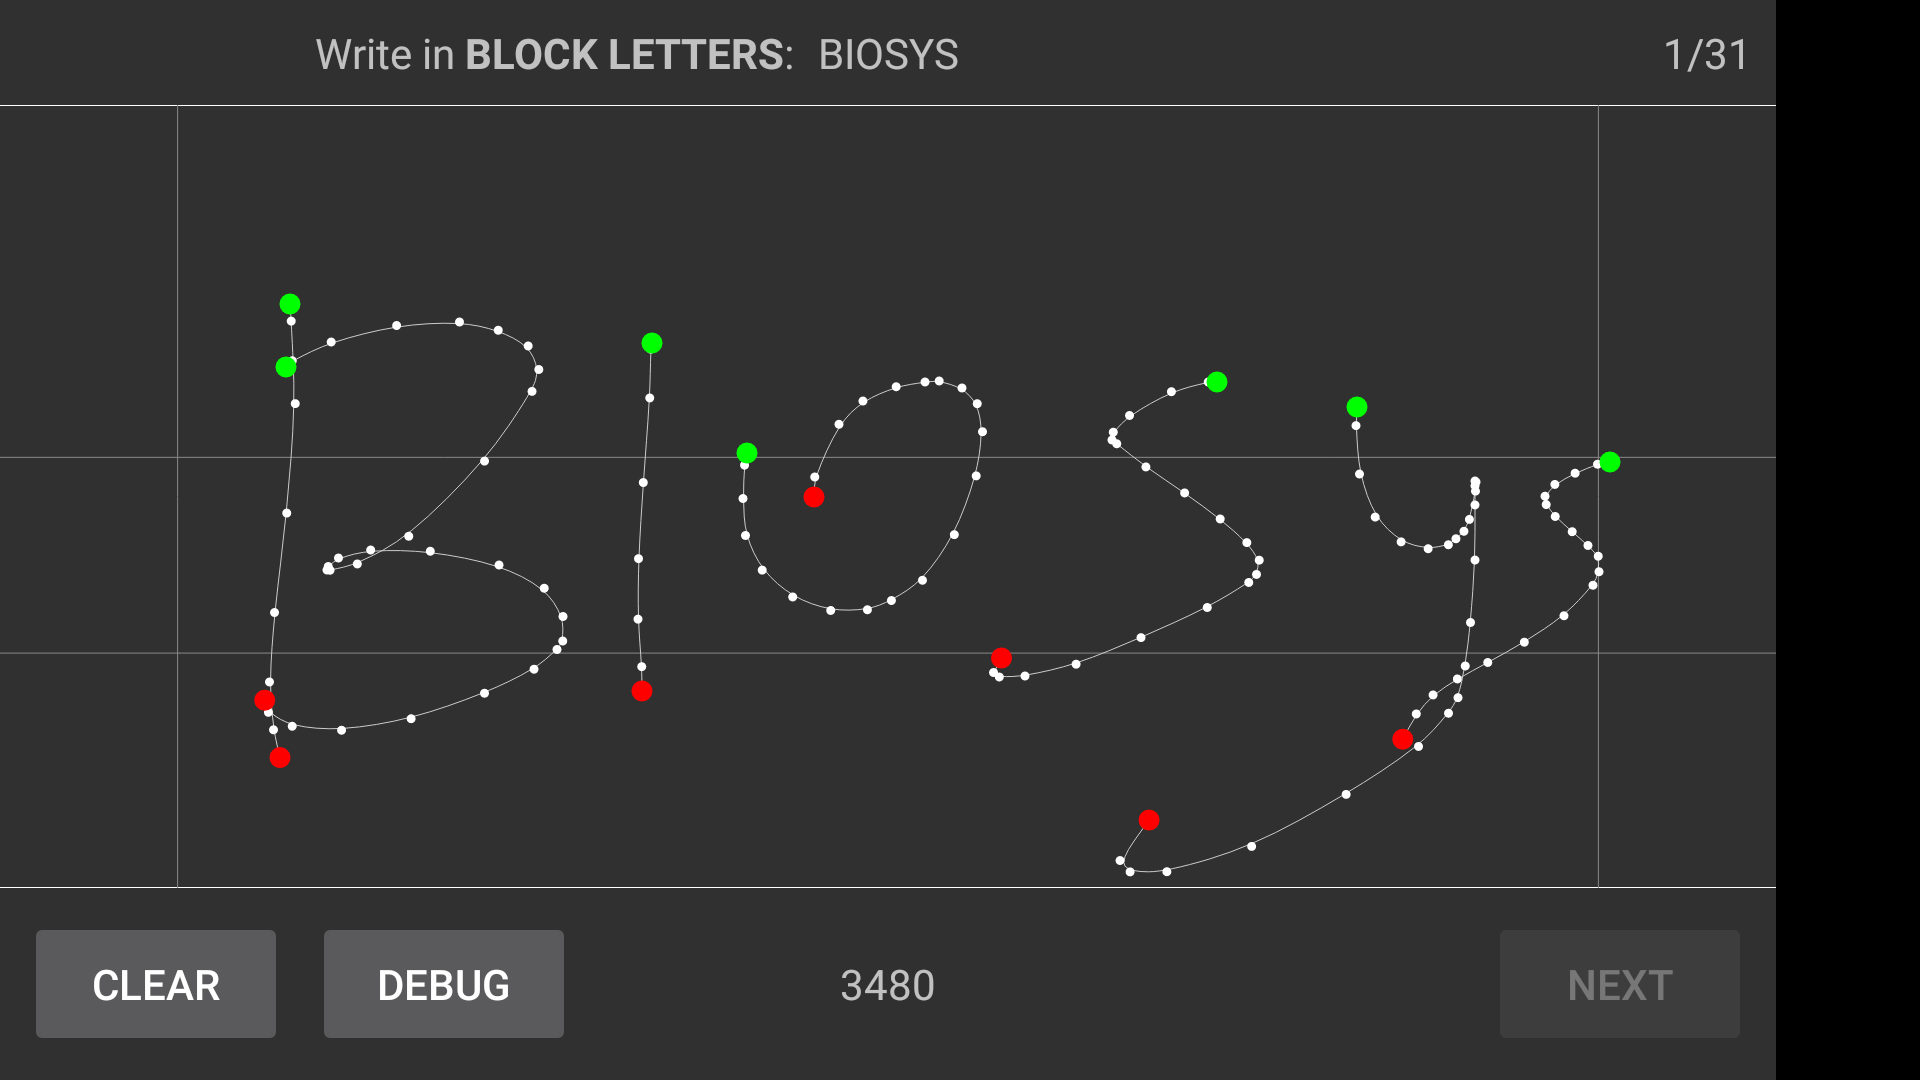 Write in BLOCK LETTERS: BIOSYS 1/31
BIOSyS
CLEAR DEBUG 3480 NEXT